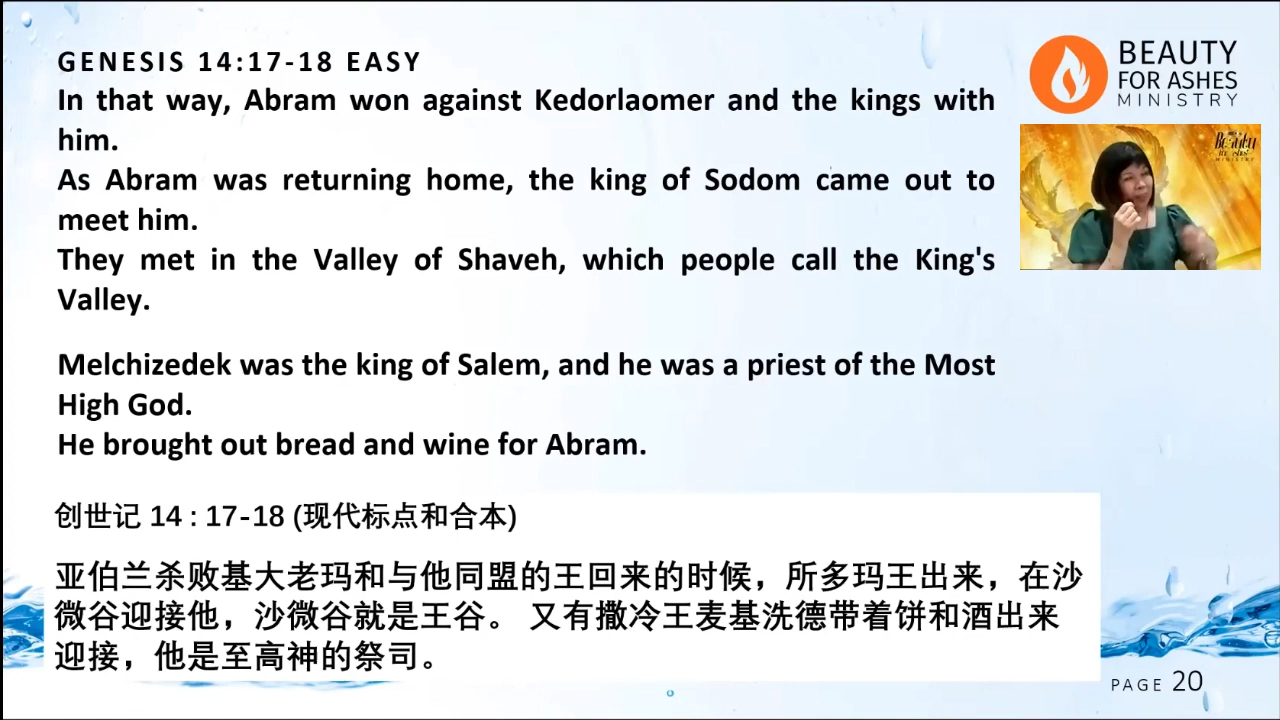 GENESIS 14:17-18 EASY
In that way, Abram won against Kedorlaomer and the kings with
him.
As Abram was returning home, the king of Sodom came out to
meet him.
They met in the Valley of Shaveh, which people call the King's
Valley.
Melchizedek was the king of Salem, and he was a priest of the Most
High God.
He brought out bread and wine for Abram.
创世记 14 : 17-18 (现代标点和合本)
亚伯兰杀败基大老玛和与他同盟的王回来的时候，所多玛王出来，在沙
微谷迎接他，沙微谷就是王谷。 又有撒冷王麦基洗德带着饼和酒出来
迎接，他是至高神的祭司。
BEAUTY
FOR ASHES
MINISTRY
Beauty
MINISTRY
PAGE 20